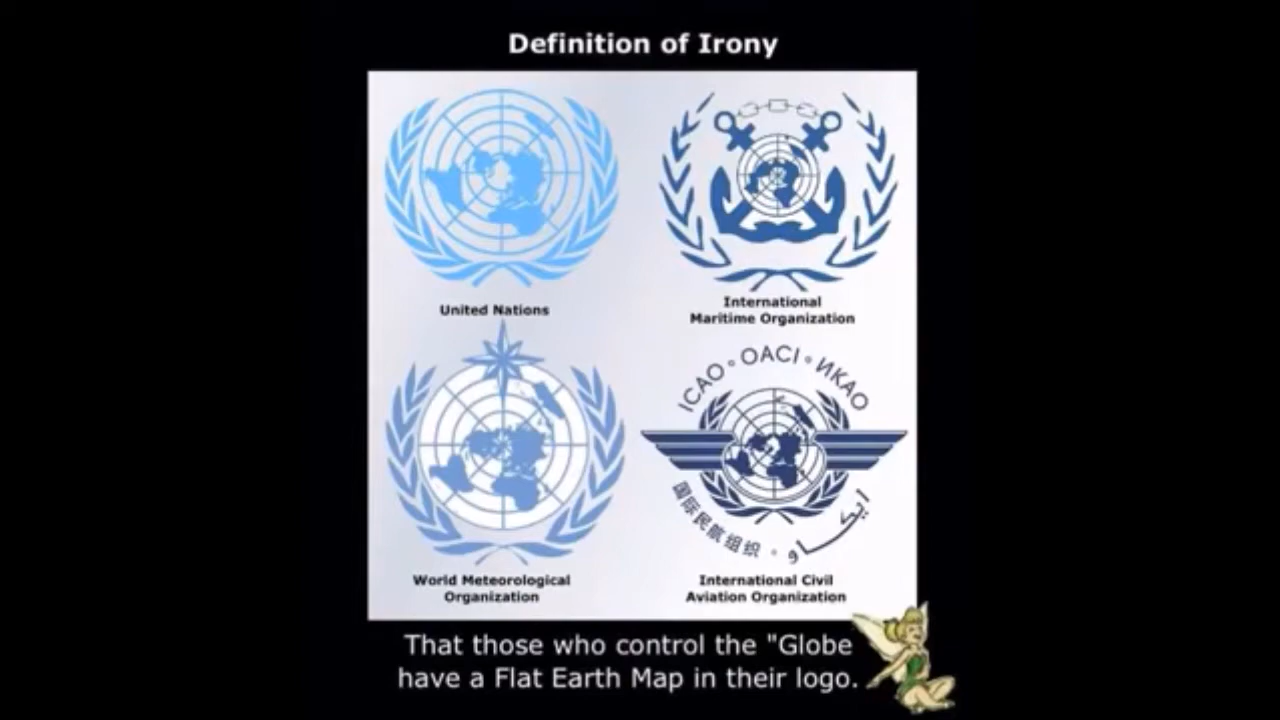 Definition of Irony
United Nations
International
Maritime Organization
ICAO • OACI • ИКАО
国际民航组织 • ايكاو
World Meteorological
Organization
International Civil
Aviation Organization
That those who control the "Globe
have a Flat Earth Map in their logo.